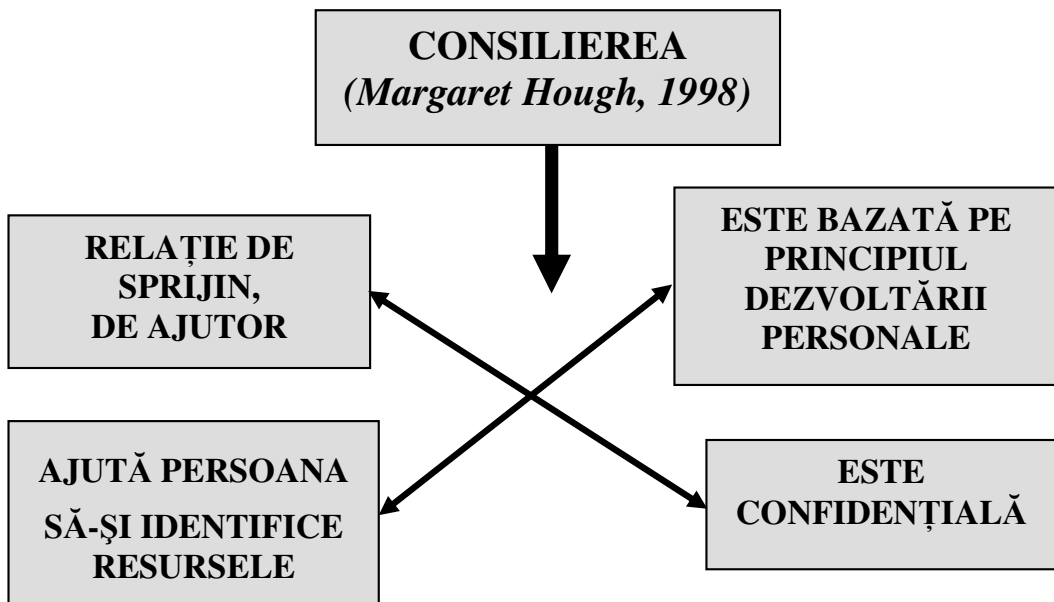 CONSILIEREA
(Margaret Hough, 1998)
RELAȚIE DE
SPRIJIN,
DE AJUTOR
ESTE BAZATĂ PE
PRINCIPIUL
DEZVOLTĂRII
PERSONALE
AJUTĂ PERSOANA
SĂ-ŞI IDENTIFICE
RESURSELE
ESTE
CONFIDENȚIALĂ